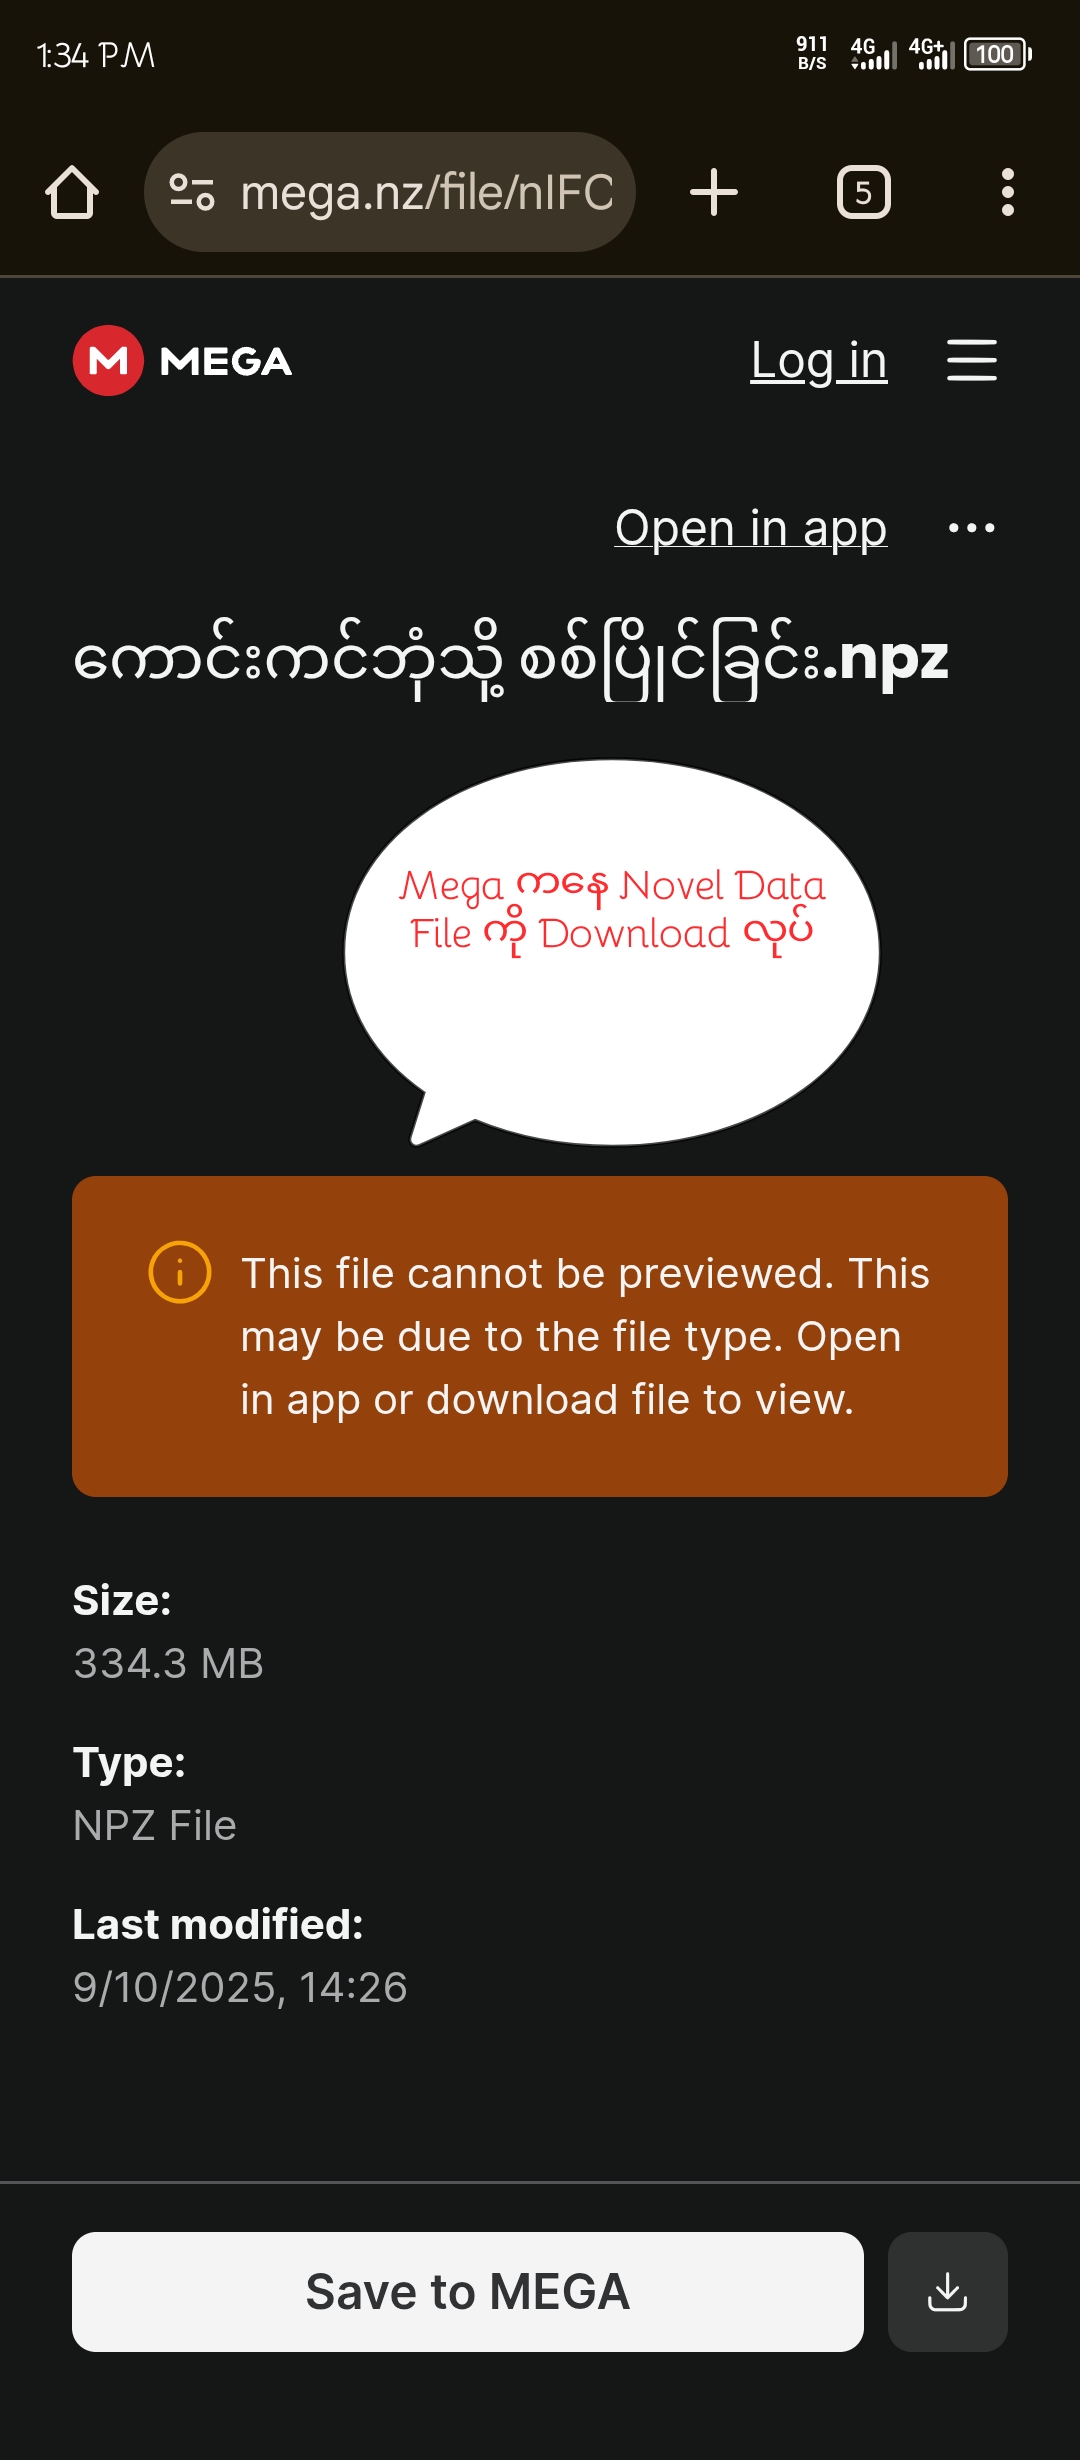 1:34 PM
911 B/S 4G 4G+ 100
mega.nz/file/nIFC
5
MEGA
Log in
Open in app
ကောင်းကင်ဘုံသို့ စစ်ပြိုင်ခြင်း.npz
Mega ကနေ Novel Data
File ကို Download လုပ်
This file cannot be previewed. This
may be due to the file type. Open
in app or download file to view.
Size:
334.3 MB
Type:
NPZ File
Last modified:
9/10/2025, 14:26
Save to MEGA